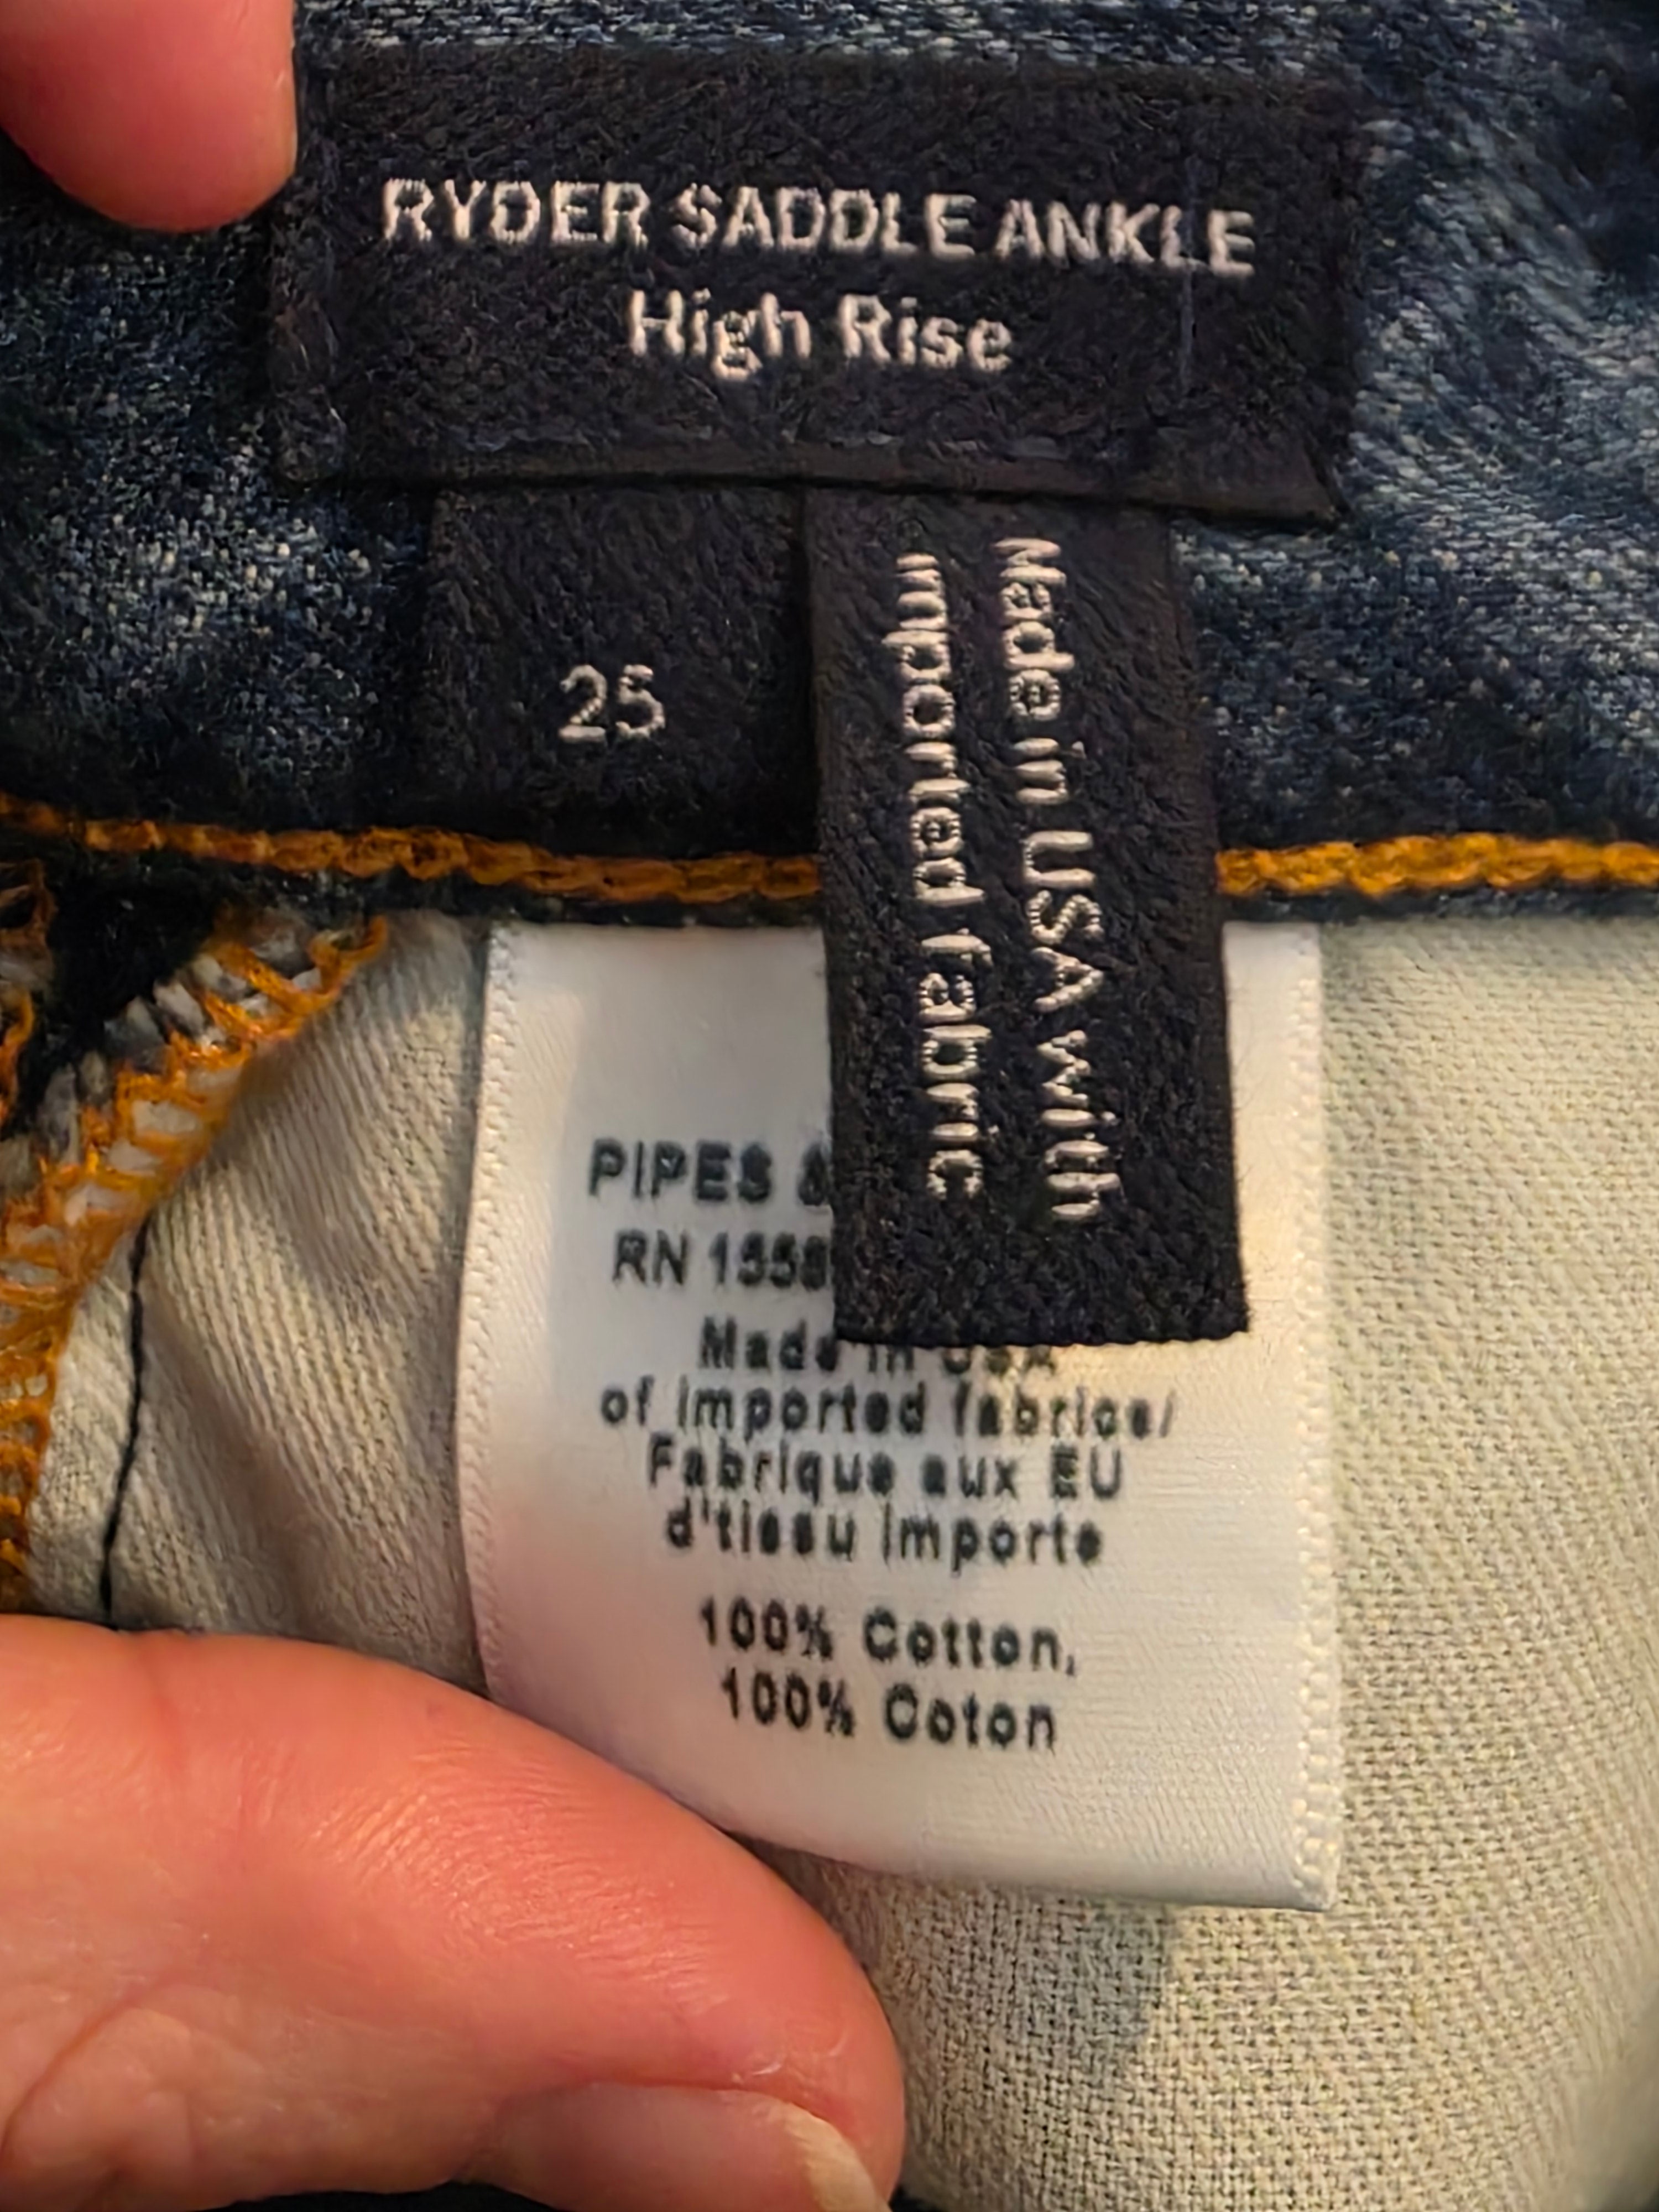 RYDER SADDLE ANKLE
High Rise
25
Made in USA with
imported fabric
PIPES &
RN 1558
Made in USA
of imported fabrics/
Fabrique aux EU
d'tissu importe
100% Cotton,
100% Coton